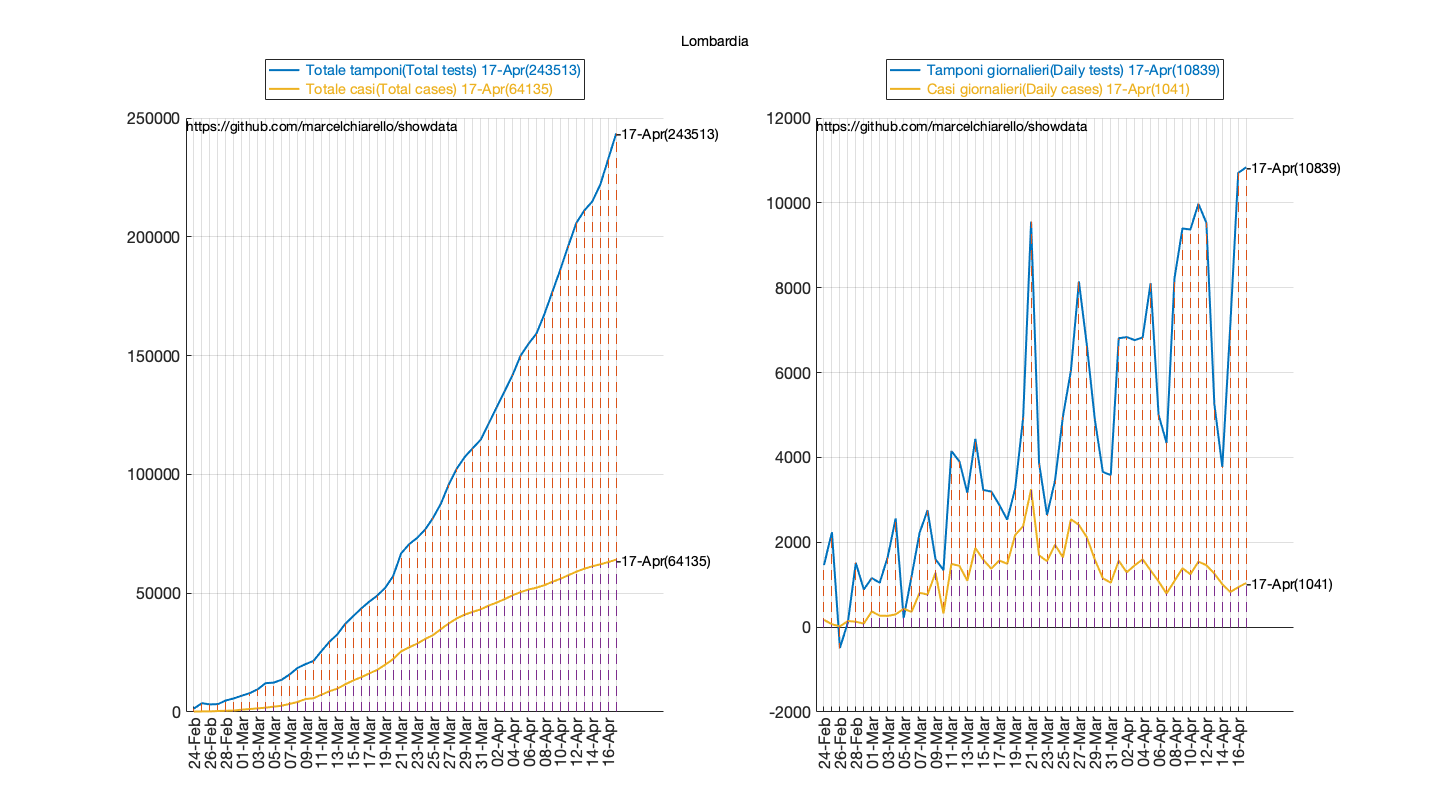 Lombardia
Totale tamponi(Total tests) 17-Apr(243513)
Totale casi(Total cases) 17-Apr(64135)
250000
200000
150000
100000
50000
0
https://github.com/marcelchiarello/showdata
17-Apr(243513)
17-Apr(64135)
24-Feb
26-Feb
28-Feb
01-Mar
03-Mar
05-Mar
07-Mar
09-Mar
11-Mar
13-Mar
15-Mar
17-Mar
19-Mar
21-Mar
23-Mar
25-Mar
27-Mar
29-Mar
31-Mar
02-Apr
04-Apr
06-Apr
08-Apr
10-Apr
12-Apr
14-Apr
16-Apr
Tamponi giornalieri(Daily tests) 17-Apr(10839)
Casi giornalieri(Daily cases) 17-Apr(1041)
12000
10000
8000
6000
4000
2000
0
-2000
https://github.com/marcelchiarello/showdata
17-Apr(10839)
17-Apr(1041)
24-Feb
26-Feb
28-Feb
01-Mar
03-Mar
05-Mar
07-Mar
09-Mar
11-Mar
13-Mar
15-Mar
17-Mar
19-Mar
21-Mar
23-Mar
25-Mar
27-Mar
29-Mar
31-Mar
02-Apr
04-Apr
06-Apr
08-Apr
10-Apr
12-Apr
14-Apr
16-Apr